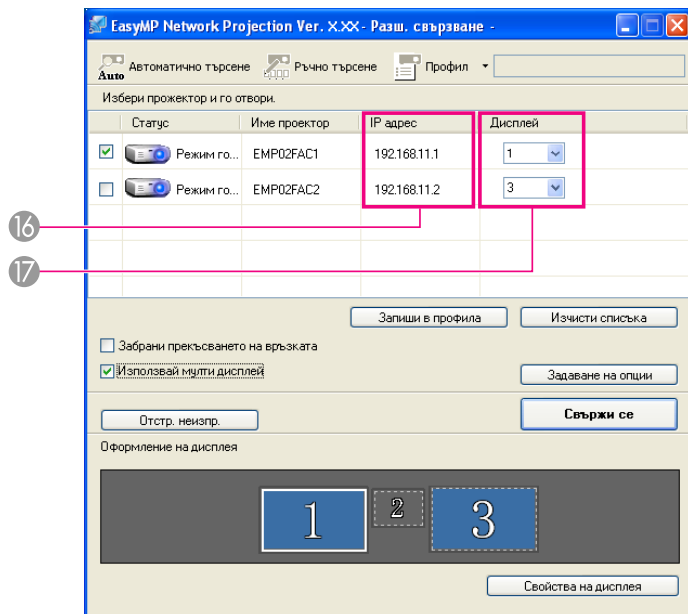 EasyMP Network Projection Ver. X.XX - Разш. свързване -
Auto Автоматично търсене Ръчно търсене Профил
Избери прожектор и го отвори.
Статус Име проектор IP адрес Дисплей
Режим го... EMP02FAC1 192.168.11.1 1
Режим го... EMP02FAC2 192.168.11.2 3
16
17
Запиши в профила Изчисти списъка
Забрани прекъсването на връзката
Използвай мулти дисплей Задаване на опции
Отстр. неизпр. Свържи се
Оформление на дисплея
1 2 3
Свойства на дисплея